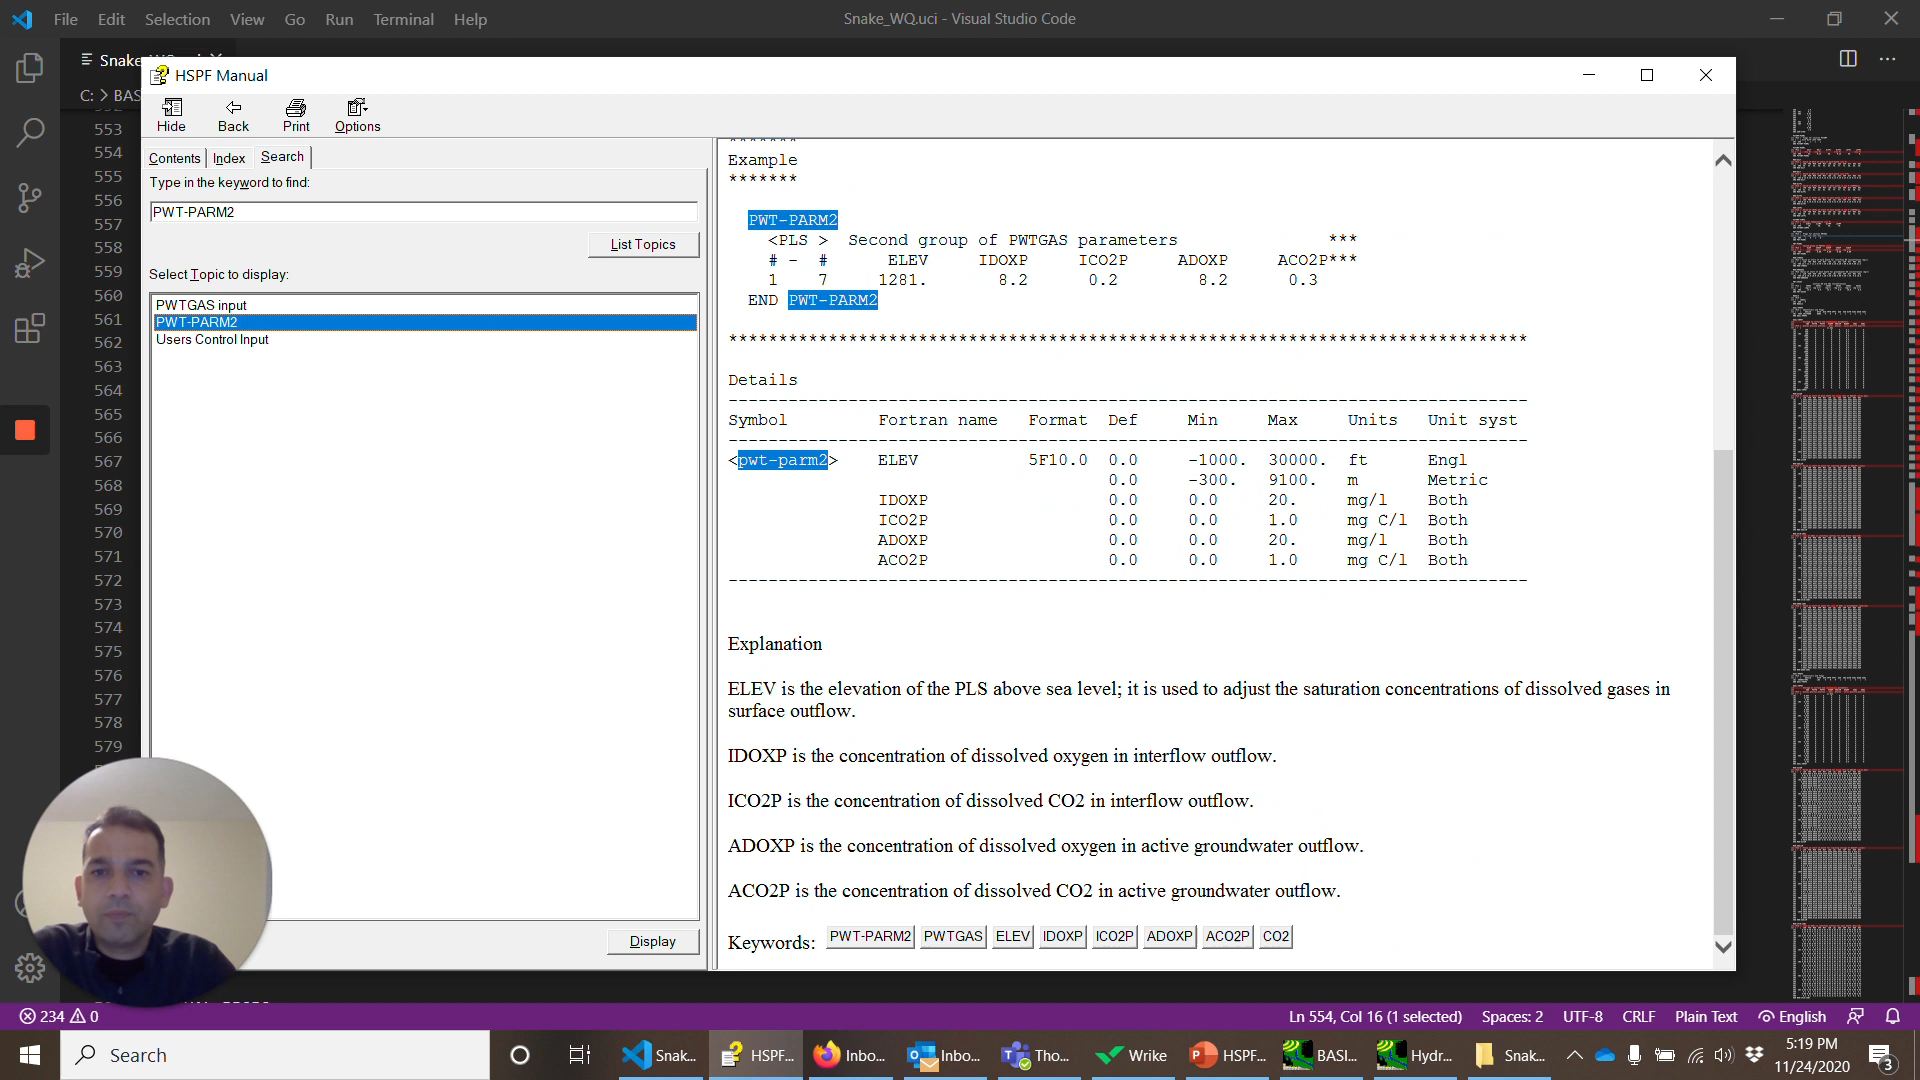 File Edit Selection View Go Run Terminal Help
Snake_WQ.uci - Visual Studio Code
HSPF Manual
C: > BAS
Hide Back Print Options
Contents Index Search
Type in the keyword to find:
PWT-PARM2
List Topics
Select Topic to display:
PWTGAS input
PWT-PARM2
Users Control Input
Display
553
554
555
556
557
558
559
560
561
562
563
564
565
566
567
568
569
570
571
572
573
574
575
576
577
578
579
*******
Example
*******
PWT-PARM2
<PLS > Second group of PWTGAS parameters ***
# - # ELEV IDOXP ICO2P ADOXP ACO2P***
1 7 1281. 8.2 0.2 8.2 0.3
END PWT-PARM2
********************************************************************************
Details
--------------------------------------------------------------------------------
Symbol Fortran name Format Def Min Max Units Unit syst
--------------------------------------------------------------------------------
<pwt-parm2> ELEV 5F10.0 0.0 -1000. 30000. ft Engl
0.0 -300. 9100. m Metric
IDOXP 0.0 0.0 20. mg/l Both
ICO2P 0.0 0.0 1.0 mg C/l Both
ADOXP 0.0 0.0 20. mg/l Both
ACO2P 0.0 0.0 1.0 mg C/l Both
--------------------------------------------------------------------------------
Explanation
ELEV is the elevation of the PLS above sea level; it is used to adjust the saturation concentrations of dissolved gases in
surface outflow.
IDOXP is the concentration of dissolved oxygen in interflow outflow.
ICO2P is the concentration of dissolved CO2 in interflow outflow.
ADOXP is the concentration of dissolved oxygen in active groundwater outflow.
ACO2P is the concentration of dissolved CO2 in active groundwater outflow.
Keywords: PWT-PARM2 PWTGAS ELEV IDOXP ICO2P ADOXP ACO2P CO2
234 0
Ln 554, Col 16 (1 selected) Spaces: 2 UTF-8 CRLF Plain Text English
Search
Snak... HSPF... Inbo... Inbo... Tho... Wrike HSPF... BASI... Hydr... Snak...
5:19 PM
11/24/2020
3